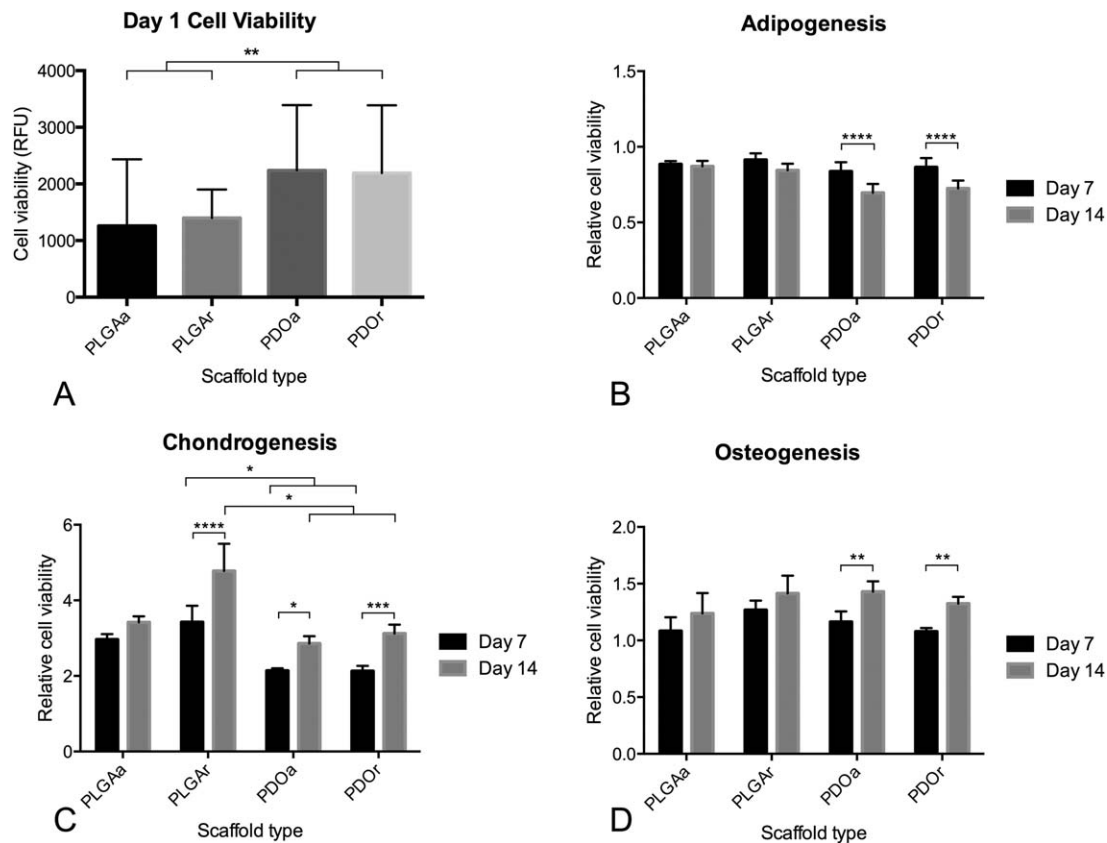 Day 1 Cell Viability
**
4000
3000
2000
1000
0
Cell viability (RFU)
PLGAa
PLGAr
PDOa
PDOr
Scaffold type
A
Adipogenesis
1.5
1.0
0.5
0.0
Relative cell viability
****
****
Day 7
Day 14
PLGAa
PLGAr
PDOa
PDOr
Scaffold type
B
Chondrogenesis
*
*
6
4
2
0
Relative cell viability
****
*
***
Day 7
Day 14
PLGAa
PLGAr
PDOa
PDOr
Scaffold type
C
Osteogenesis
2.0
1.5
1.0
0.5
0.0
Relative cell viability
**
**
Day 7
Day 14
PLGAa
PLGAr
PDOa
PDOr
Scaffold type
D